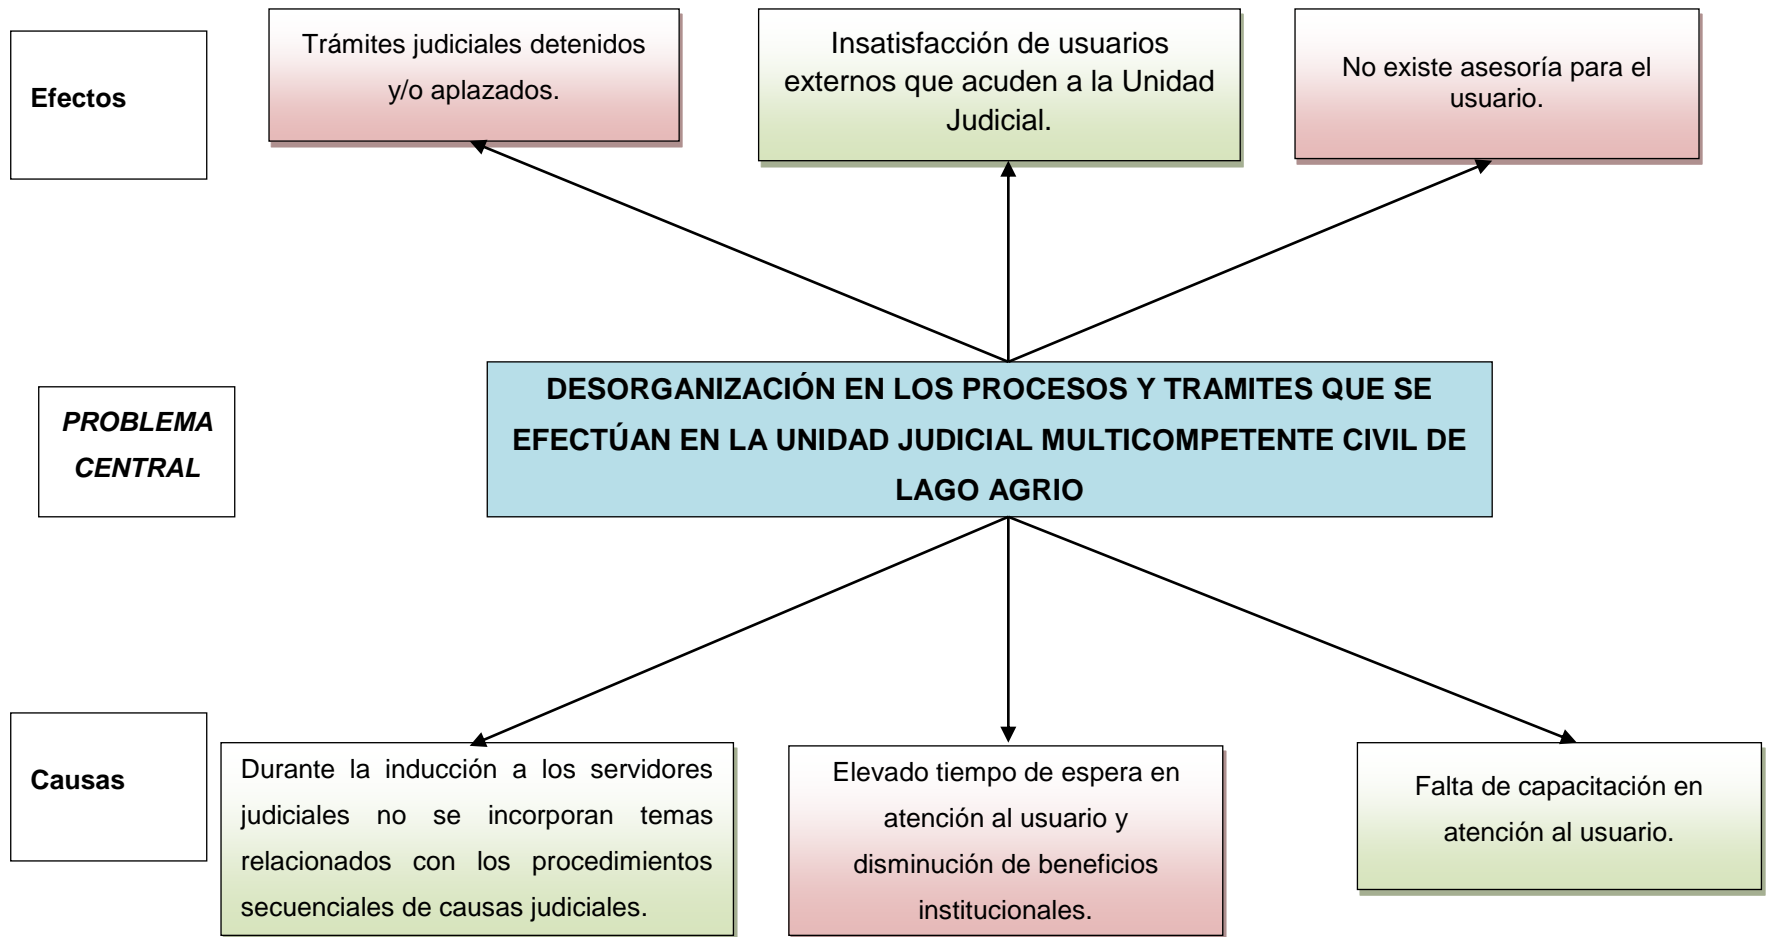 Efectos
Trámites judiciales detenidos
y/o aplazados.
Insatisfacción de usuarios
externos que acuden a la Unidad
Judicial.
No existe asesoría para el
usuario.
PROBLEMA
CENTRAL
DESORGANIZACIÓN EN LOS PROCESOS Y TRAMITES QUE SE
EFECTÚAN EN LA UNIDAD JUDICIAL MULTICOMPETENTE CIVIL DE
LAGO AGRIO
Causas
Durante la inducción a los servidores
judiciales no se incorporan temas
relacionados con los procedimientos
secuenciales de causas judiciales.
Elevado tiempo de espera en
atención al usuario y
disminución de beneficios
institucionales.
Falta de capacitación en
atención al usuario.